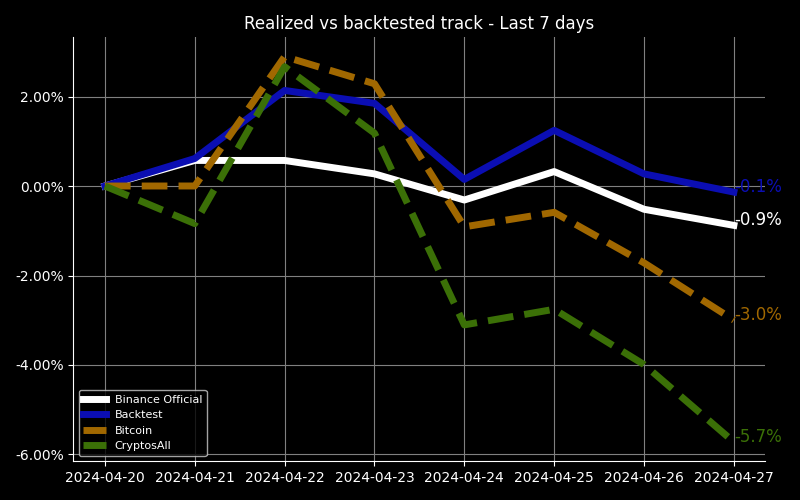 Realized vs backtested track - Last 7 days
2.00%
0.00%
-2.00%
-4.00%
-6.00%
-0.1%
-0.9%
-3.0%
-5.7%
Binance Official
Backtest
Bitcoin
CryptosAll
2024-04-20 2024-04-21 2024-04-22 2024-04-23 2024-04-24 2024-04-25 2024-04-26 2024-04-27